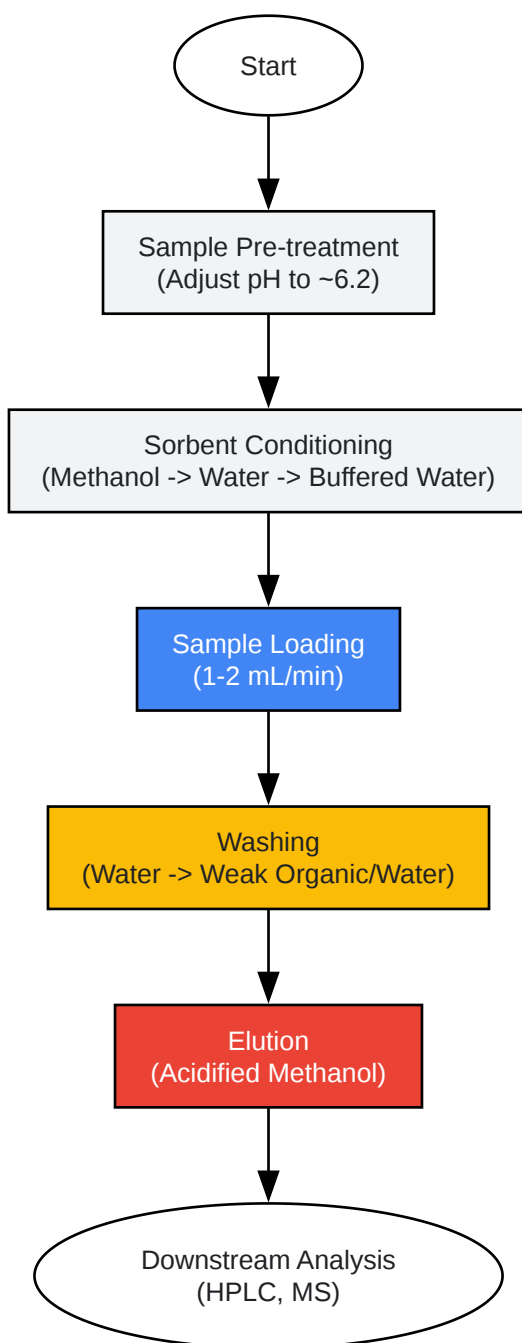 Start
Sample Pre-treatment
(Adjust pH to ~6.2)
Sorbent Conditioning
(Methanol -> Water -> Buffered Water)
Sample Loading
(1-2 mL/min)
Washing
(Water -> Weak Organic/Water)
Elution
(Acidified Methanol)
Downstream Analysis
(HPLC, MS)